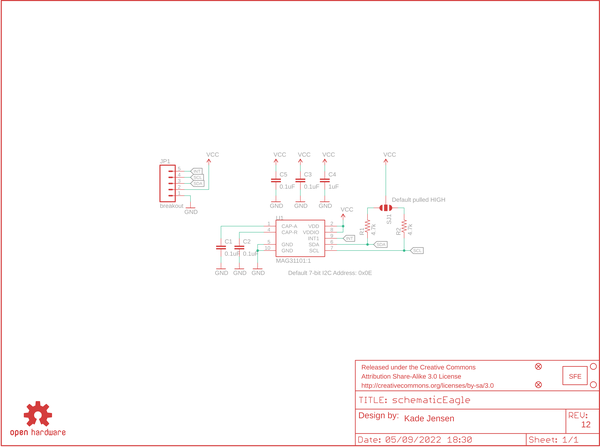 VCC
VCC
VCC
VCC
VCC
JP1
INT
SCL
SDA
5
4
3
2
1
Breakout
GND
C5
0.1uF
C3
0.1uF
C4
1uF
GND
GND
GND
Default pulled HIGH
SJ1
R1
4.7k
R2
4.7k
VCC
U1
CAP-A
CAP-R
GND
GND
VDD
VDDIO
INT1
SDA
SCL
INT
SDA
SCL
MAG31101:1
C1
0.1uF
C2
0.1uF
GND
GND
GND
Default 7-bit I2C Address: 0x0E
Released under the Creative Commons
Attribution Share-Alike 3.0 License
http://creativecommons.org/licenses/by-sa/3.0
SFE
TITLE: schematicEagle
Design by: Kade Jensen
REV:
12
Date: 05/09/2022 18:30
Sheet: 1/1
open hardware